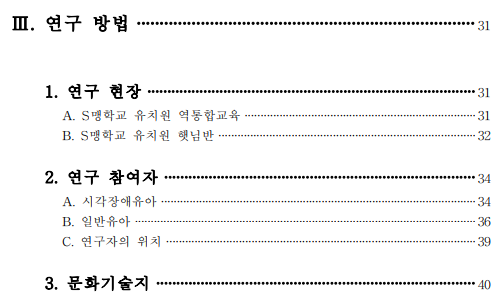 Ⅲ. 연구 방법 ························································ 31
1. 연구 현장 ························································ 31
A. S맹학교 유치원 역통합교육 ························································ 31
B. S맹학교 유치원 햇님반 ························································ 32
2. 연구 참여자 ························································ 34
A. 시각장애유아 ························································ 34
B. 일반유아 ························································ 36
C. 연구자의 위치 ························································ 39
3. 문화기술지 ························································ 40